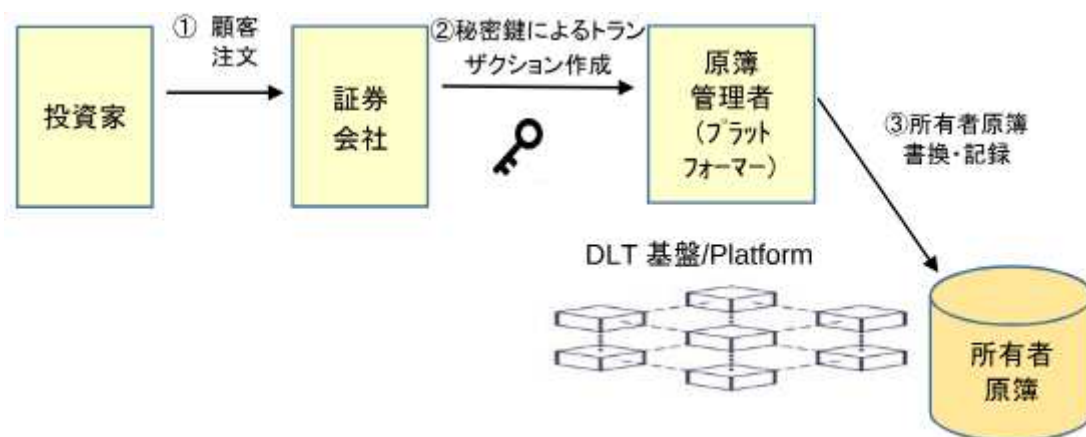 ① 顧客
注文
②秘密鍵によるトラン
ザクション作成
投資家
証券
会社
原簿
管理者
（プラット
フォーマー）
③所有者原簿
書換・記録
DLT 基盤/Platform
所有者
原簿